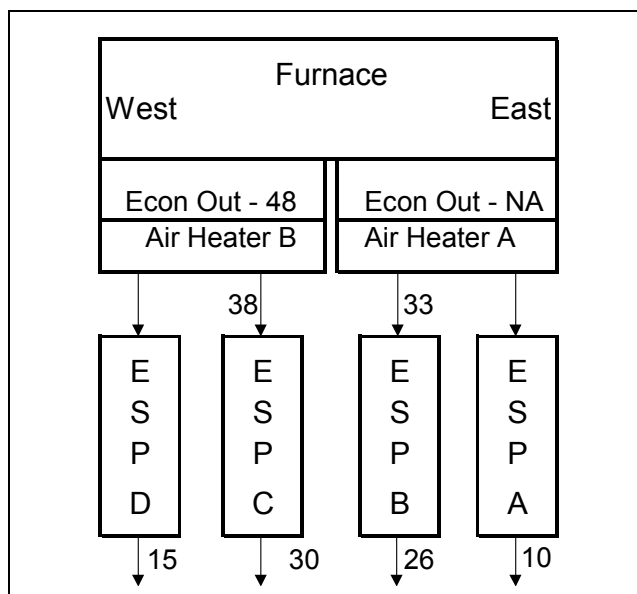 Furnace
West East
Econ Out - 48 Econ Out - NA
Air Heater B Air Heater A
38 33
E E E E
S S S S
P P P P
D C B A
15 30 26 10